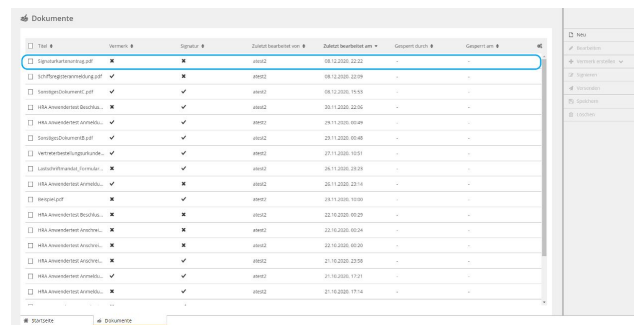 Dokumente
Neu
Titel Vermerk Signatur Zuletzt bearbeitet von Zuletzt bearbeitet am Gesperrt durch Gesperrt am
Bearbeiten
Signaturkartenantrag.pdf atest2 08.12.2020, 22:22 - -
Vermerk erstellen
Schiffsregisteranmeldung.pdf atest2 08.12.2020, 22:09 - -
Signieren
SonstigesDokumentC.pdf atest2 08.12.2020, 15:53 - -
Versenden
Speichern
HRA Anwendertest Beschlus... atest2 30.11.2020, 22:06 - -
Löschen
HRA Anwendertest Anmeldu... atest2 29.11.2020, 00:49 - -
SonstigesDokumentB.pdf atest2 29.11.2020, 00:48 - -
Vertreterbestellungsurkunde... atest2 27.11.2020, 10:51 - -
Lastschriftmandat_Formular... atest2 26.11.2020, 23:23 - -
HRA Anwendertest Anmeldu... atest2 26.11.2020, 23:14 - -
Beispiel.pdf atest2 23.11.2020, 10:00 - -
HRA Anwendertest Beschlus... atest2 22.10.2020, 00:29 - -
HRA Anwendertest Anschrei... atest2 22.10.2020, 00:24 - -
HRA Anwendertest Anschrei... atest2 22.10.2020, 00:20 - -
HRA Anwendertest Anschrei... atest2 21.10.2020, 23:58 - -
HRA Anwendertest Anmeldu... atest2 21.10.2020, 17:21 - -
HRA Anwendertest Anmeldu... atest2 21.10.2020, 17:14 - -
Startseite Dokumente